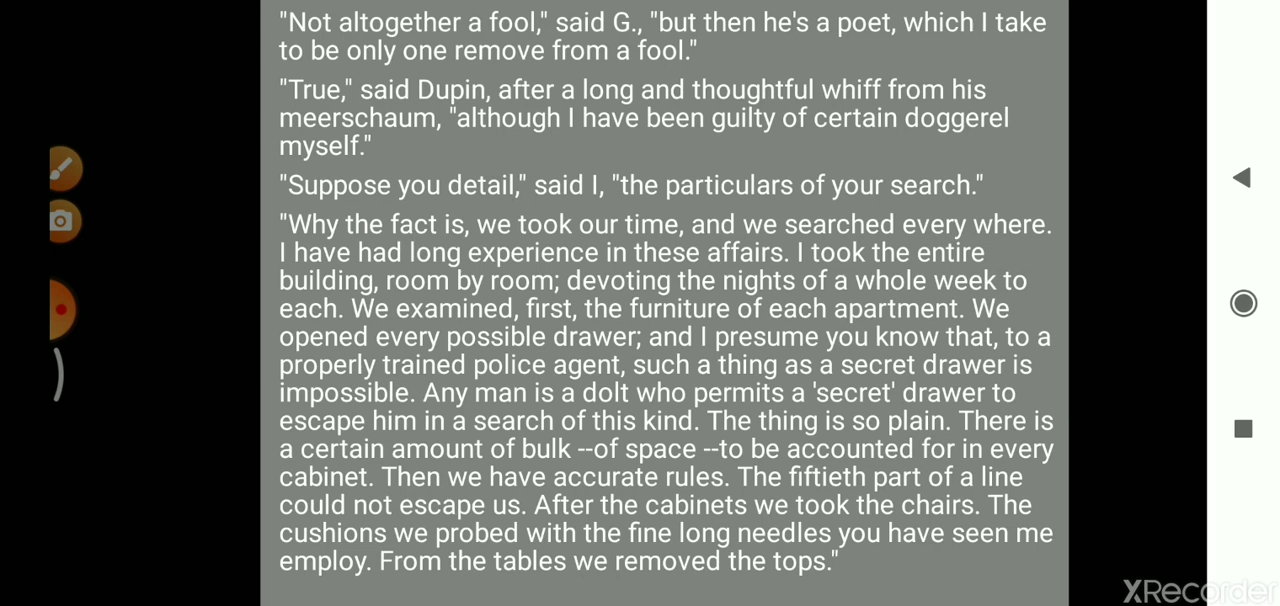 "Not altogether a fool," said G., "but then he's a poet, which I take
to be only one remove from a fool."
"True," said Dupin, after a long and thoughtful whiff from his
meerschaum, "although I have been guilty of certain doggerel
myself."
"Suppose you detail," said I, "the particulars of your search."
"Why the fact is, we took our time, and we searched every where.
I have had long experience in these affairs. I took the entire
building, room by room; devoting the nights of a whole week to
each. We examined, first, the furniture of each apartment. We
opened every possible drawer; and I presume you know that, to a
properly trained police agent, such a thing as a secret drawer is
impossible. Any man is a dolt who permits a 'secret' drawer to
escape him in a search of this kind. The thing is so plain. There is
a certain amount of bulk --of space --to be accounted for in every
cabinet. Then we have accurate rules. The fiftieth part of a line
could not escape us. After the cabinets we took the chairs. The
cushions we probed with the fine long needles you have seen me
employ. From the tables we removed the tops."
XRecorder